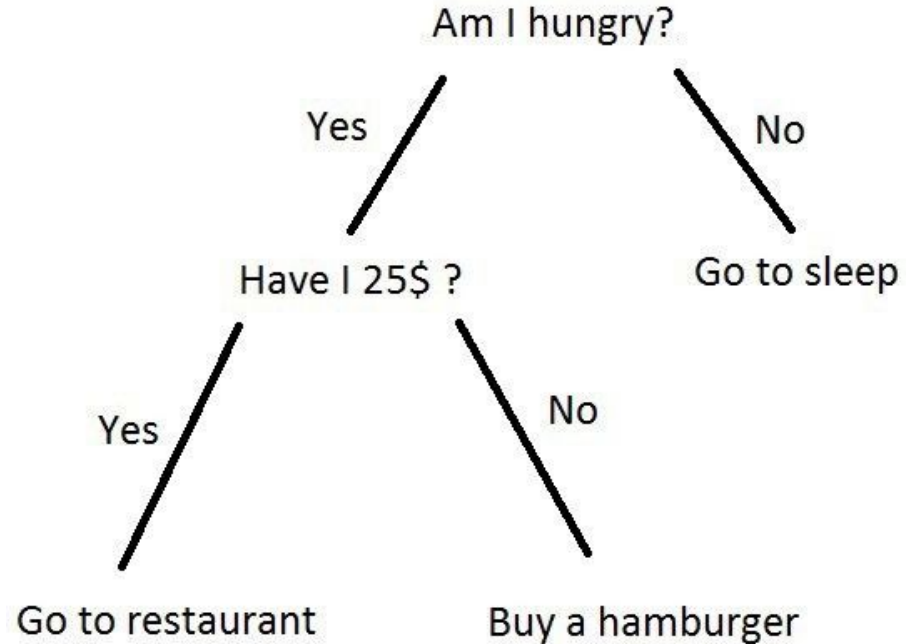 Am I hungry?
Yes
No
Have I 25$ ?
Go to sleep
Yes
No
Go to restaurant
Buy a hamburger